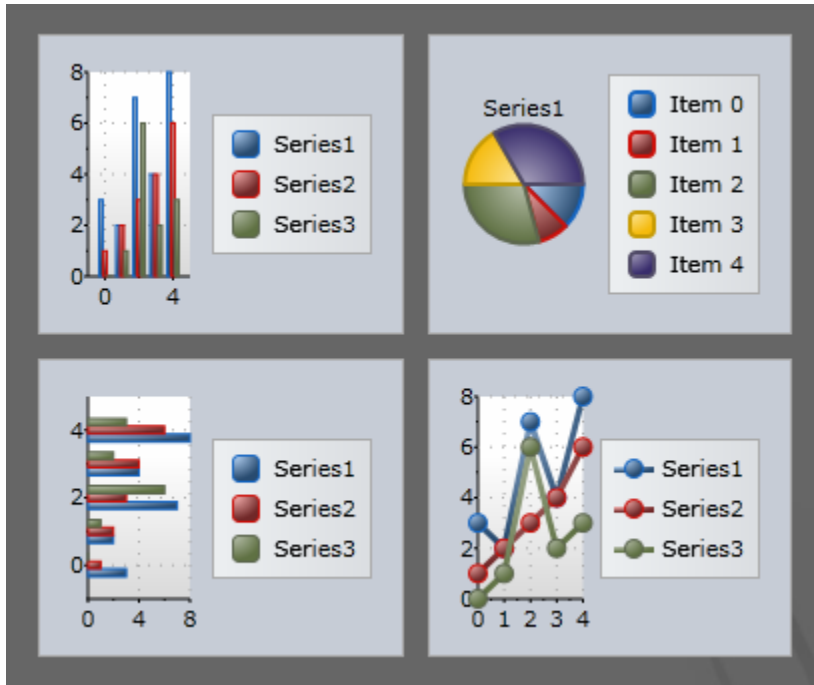 8
6
4
2
0
0 4
Series1
Series2
Series3
Series1
Item 0
Item 1
Item 2
Item 3
Item 4
4
2
0
0 4 8
Series1
Series2
Series3
8
6
4
2
0
0 1 2 3 4
Series1
Series2
Series3